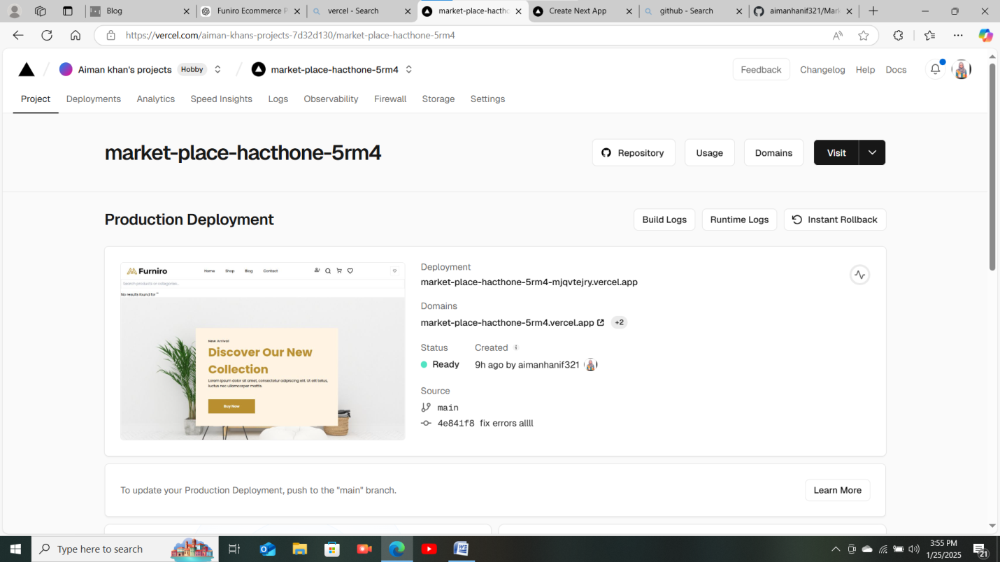 Blog
Funiro Ecommerce P
vercel - Search
market-place-hactho
Create Next App
github - Search
aimanhanif321/Mark
https://vercel.com/aiman-khans-projects-7d32d130/market-place-hacthone-5rm4
Aiman khan's projects Hobby market-place-hacthone-5rm4 Feedback Changelog Help Docs
Project Deployments Analytics Speed Insights Logs Observability Firewall Storage Settings
market-place-hacthone-5rm4 Repository Usage Domains Visit
Production Deployment Build Logs Runtime Logs Instant Rollback
Furniro Home Shop Blog Contact
Search products or categories...
No results found for ""
New Arrival
Discover Our New
Collection
Lorem ipsum dolor sit amet, consectetur adipiscing elit. Ut elit tellus,
luctus nec ullamcorper mattis.
Buy Now
Deployment
market-place-hacthone-5rm4-mjqvtejry.vercel.app
Domains
market-place-hacthone-5rm4.vercel.app +2
Status Created
Ready 9h ago by aimanhanif321
Source
main
4e841f8 fix errors allll
To update your Production Deployment, push to the "main" branch. Learn More
Type here to search
3:55 PM
1/25/2025
21